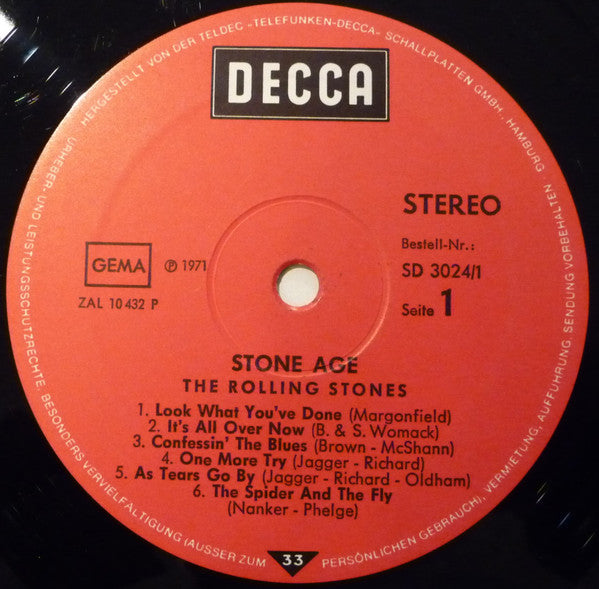 HERGESTELLT VON DER TELDEC »TELEFUNKEN-DECCA« SCHALLPLATTEN GMBH., HAMBURG
DECCA
STEREO
Bestell-Nr.:
SD 3024/1
Seite 1
GEMA
℗ 1971
ZAL 10 432 P
STONE AGE
THE ROLLING STONES
1. Look What You've Done (Margonfield)
2. It's All Over Now (B. & S. Womack)
3. Confessin' The Blues (Brown - McShann)
4. One More Try (Jagger - Richard)
5. As Tears Go By (Jagger - Richard - Oldham)
6. The Spider And The Fly
(Nanker - Phelge)
URHEBER- UND LEISTUNGSSCHUTZRECHTE, BESONDERS VERVIELFÄLTIGUNG (AUSSER ZUM PERSÖNLICHEN GEBRAUCH), VERMIETUNG, AUFFÜHRUNG, SENDUNG VORBEHALTEN
33